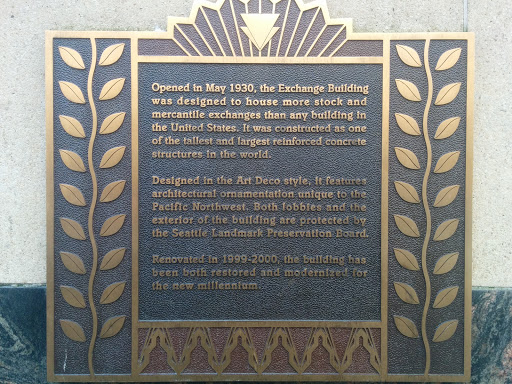 Opened in May 1930, the Exchange Building
was designed to house more stock and
mercantile exchanges than any building in
the United States. It was constructed as one
of the tallest and largest reinforced concrete
structures in the world.
Designed in the Art Deco style, it features
architectural ornamentation unique to the
Pacific Northwest. Both lobbies and the
exterior of the building are protected by
the Seattle Landmark Preservation Board.
Renovated in 1999-2000, the building has
been both restored and modernized for
the new millennium.